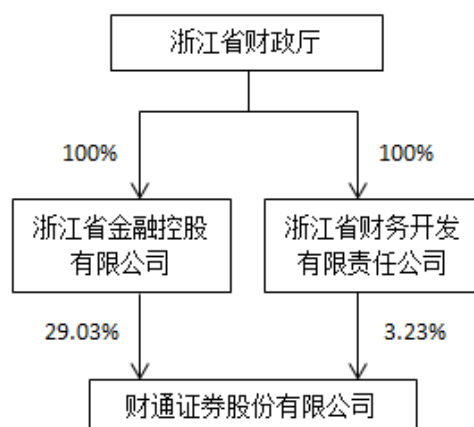 浙江省财政厅
100%
100%
浙江省金融控股
有限公司
浙江省财务开发
有限责任公司
29.03%
3.23%
财通证券股份有限公司